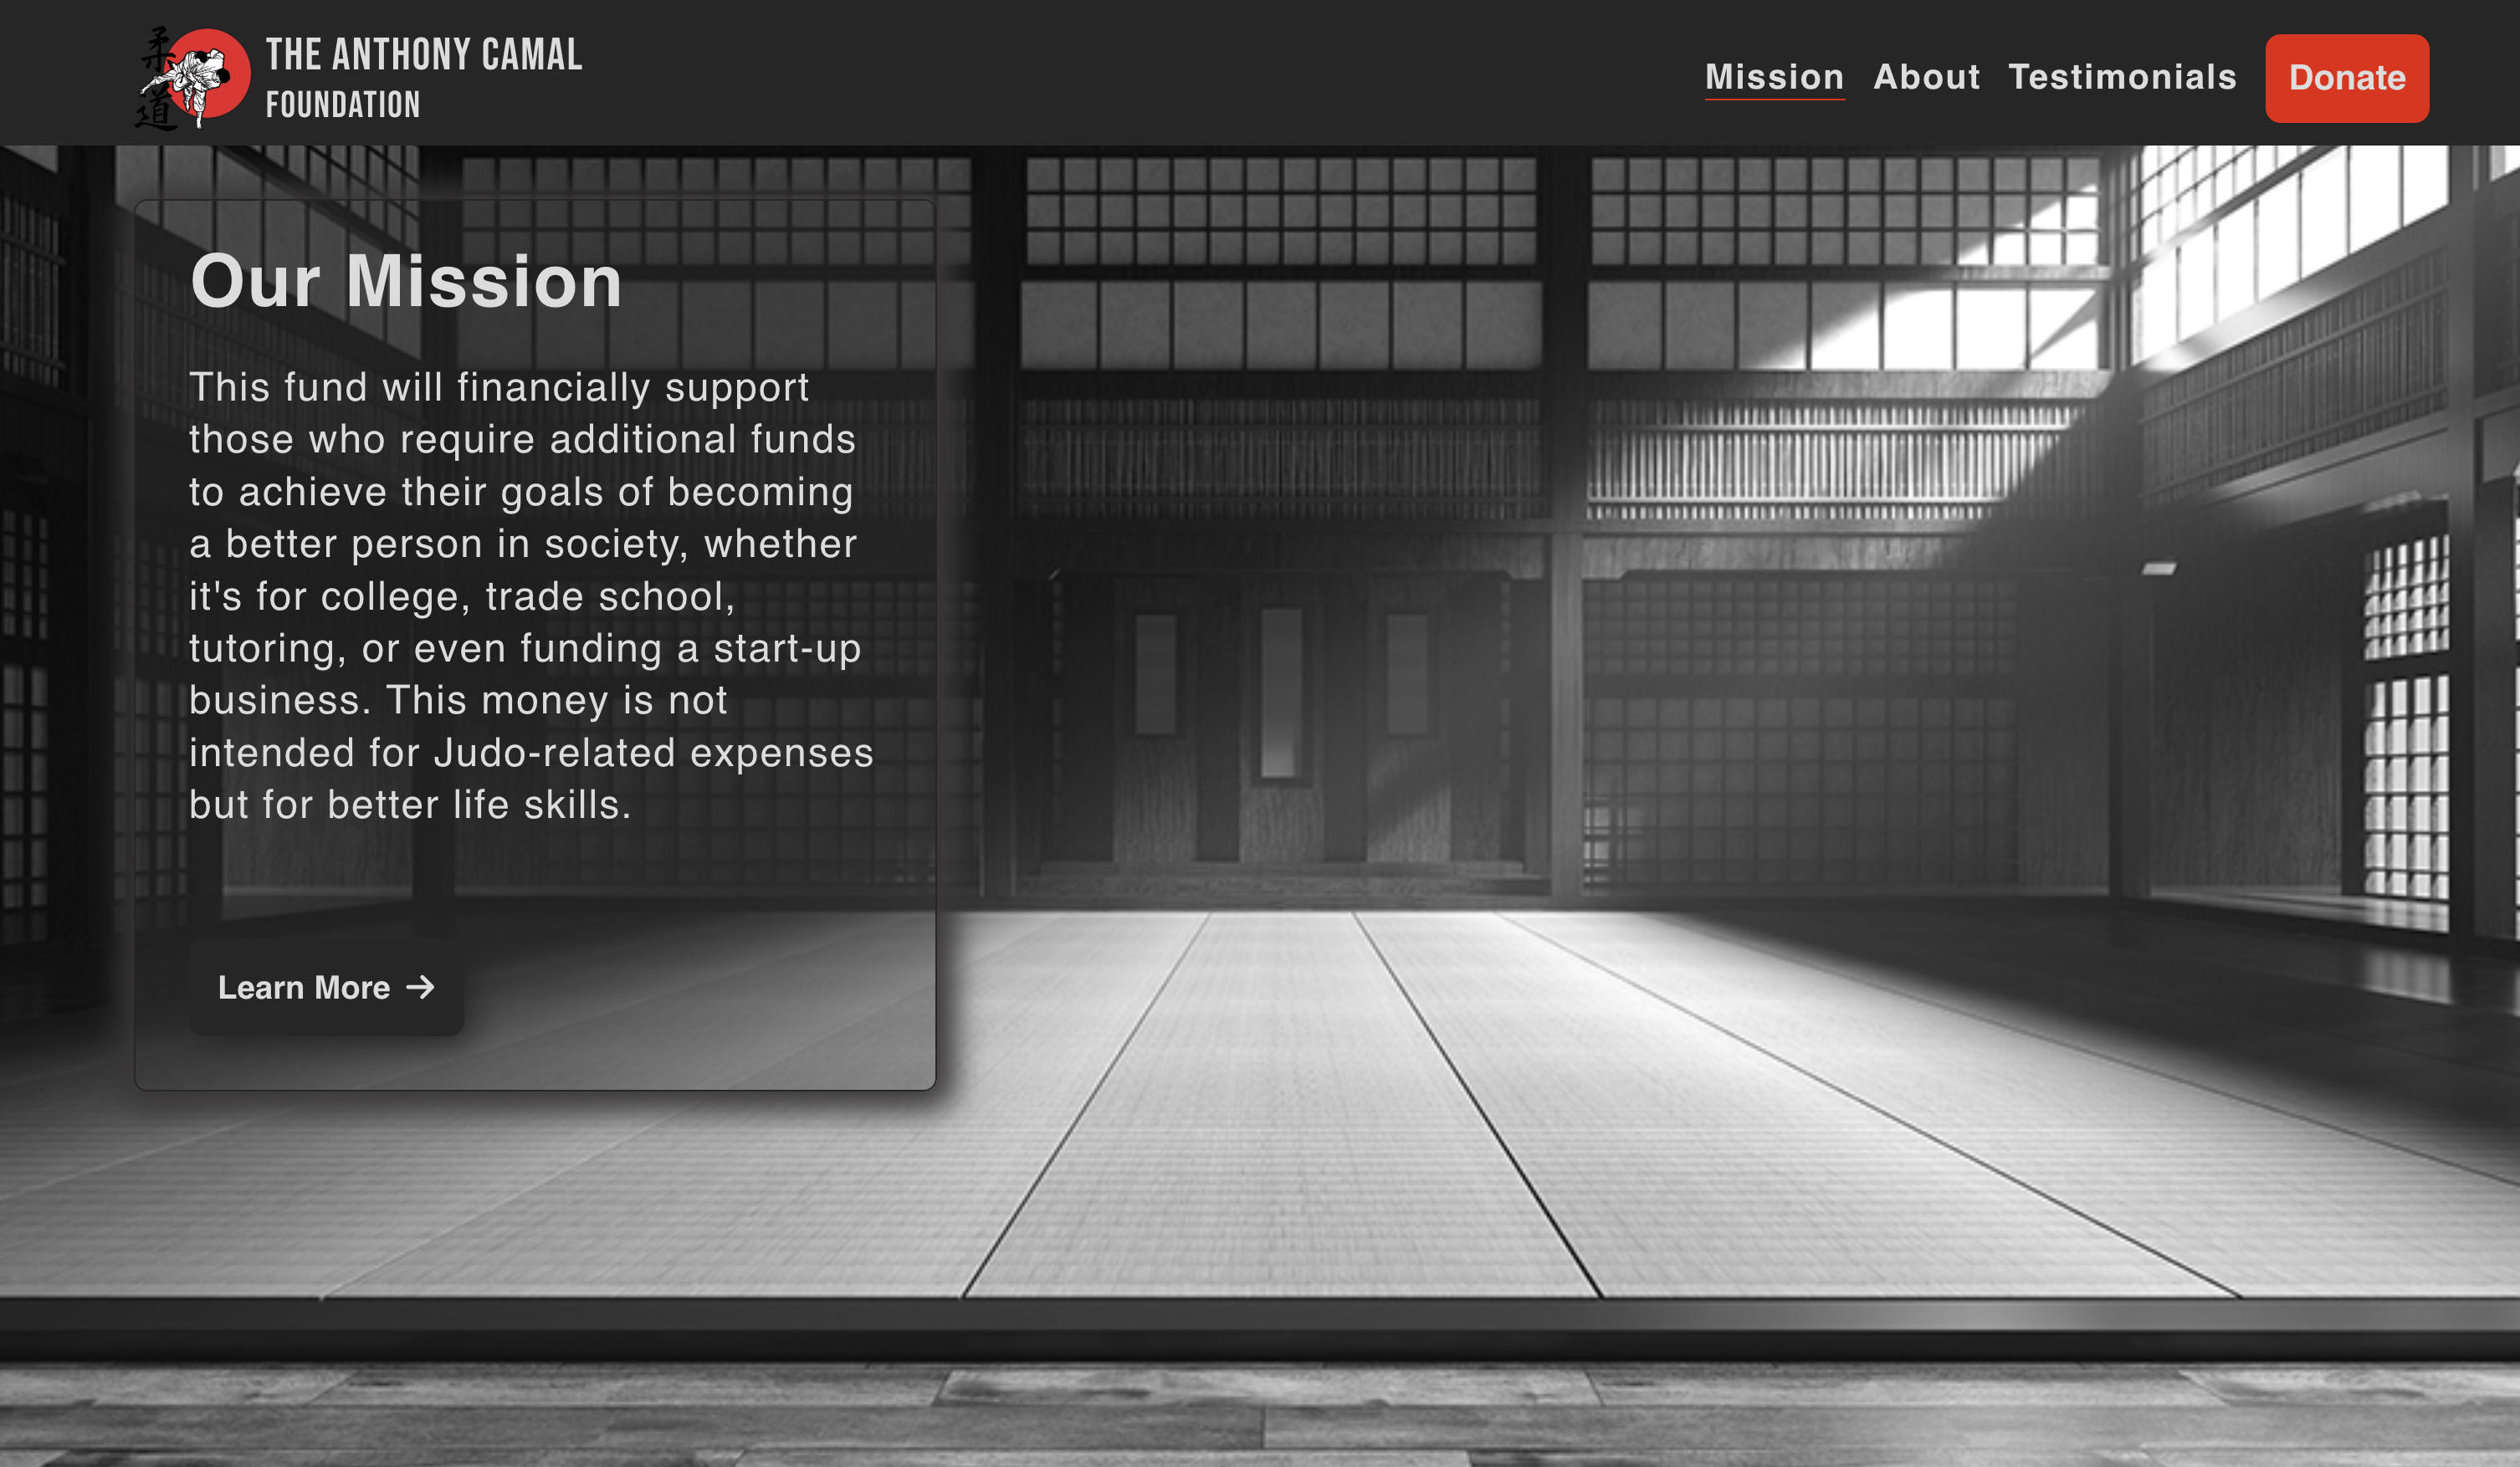 柔道
THE ANTHONY CAMAL
FOUNDATION
Mission About Testimonials Donate
Our Mission
This fund will financially support
those who require additional funds
to achieve their goals of becoming
a better person in society, whether
it's for college, trade school,
tutoring, or even funding a start-up
business. This money is not
intended for Judo-related expenses
but for better life skills.
Learn More →